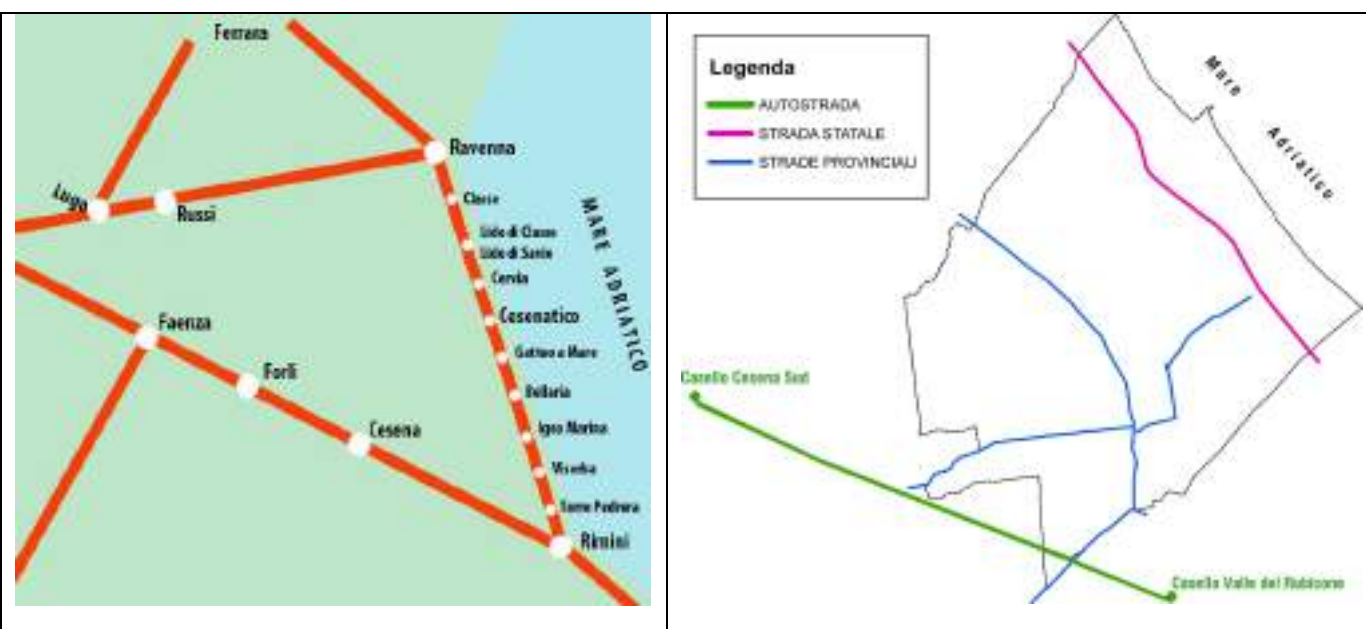 Ferrara
Ravenna
Lugo
Russi
Classe
Lido di Classe
Lido di Savio
Cervia
Cesenatico
Gatteo a Mare
Bellaria
Igea Marina
Viserba
Torre Pedrera
Rimini
Faenza
Forlì
Cesena
MARE ADRIATICO
Legenda
AUTOSTRADA
STRADA STATALE
STRADE PROVINCIALI
Mare Adriatico
Casello Cesena Sud
Casello Valle del Rubicone